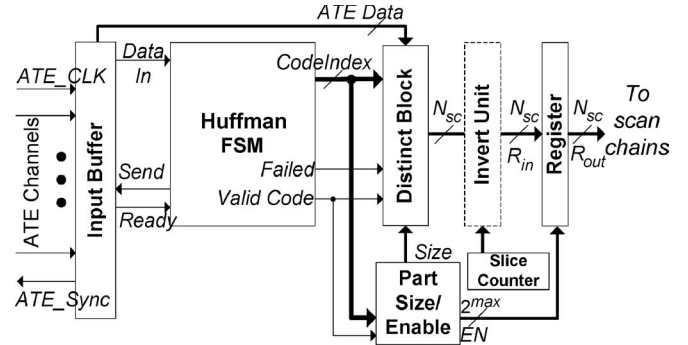 ATE Data
ATE_CLK
Data
In
CodeIndex
ATE Channels
Input Buffer
Huffman
FSM
Distinct Block
N_sc
Invert Unit
N_sc
R_in
Register
N_sc
R_out
To
scan
chains
Failed
Send
Valid Code
Ready
Size
Slice
Counter
Part
Size/
Enable
2^max
EN
ATE_Sync